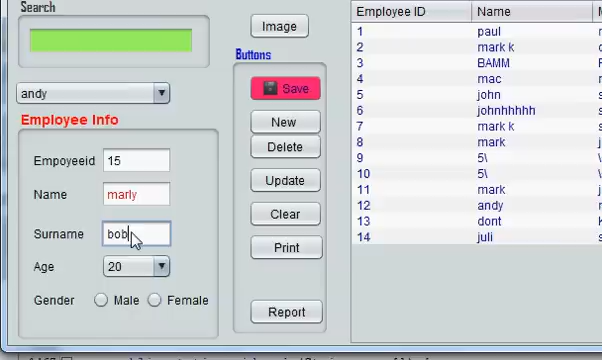 Search
Image
Buttons
Save
New
Delete
Update
Clear
Print
Report
andy
Employee Info
Empoyeeid 15
Name marly
Surname bob
Age 20
Gender Male Female
Employee ID Name
1 paul
2 mark k
3 BAMM
4 mac
5 john
6 johnhhhhh
7 mark k
8 mark
9 5\
10 5\
11 mark
12 andy
13 dont
14 juli